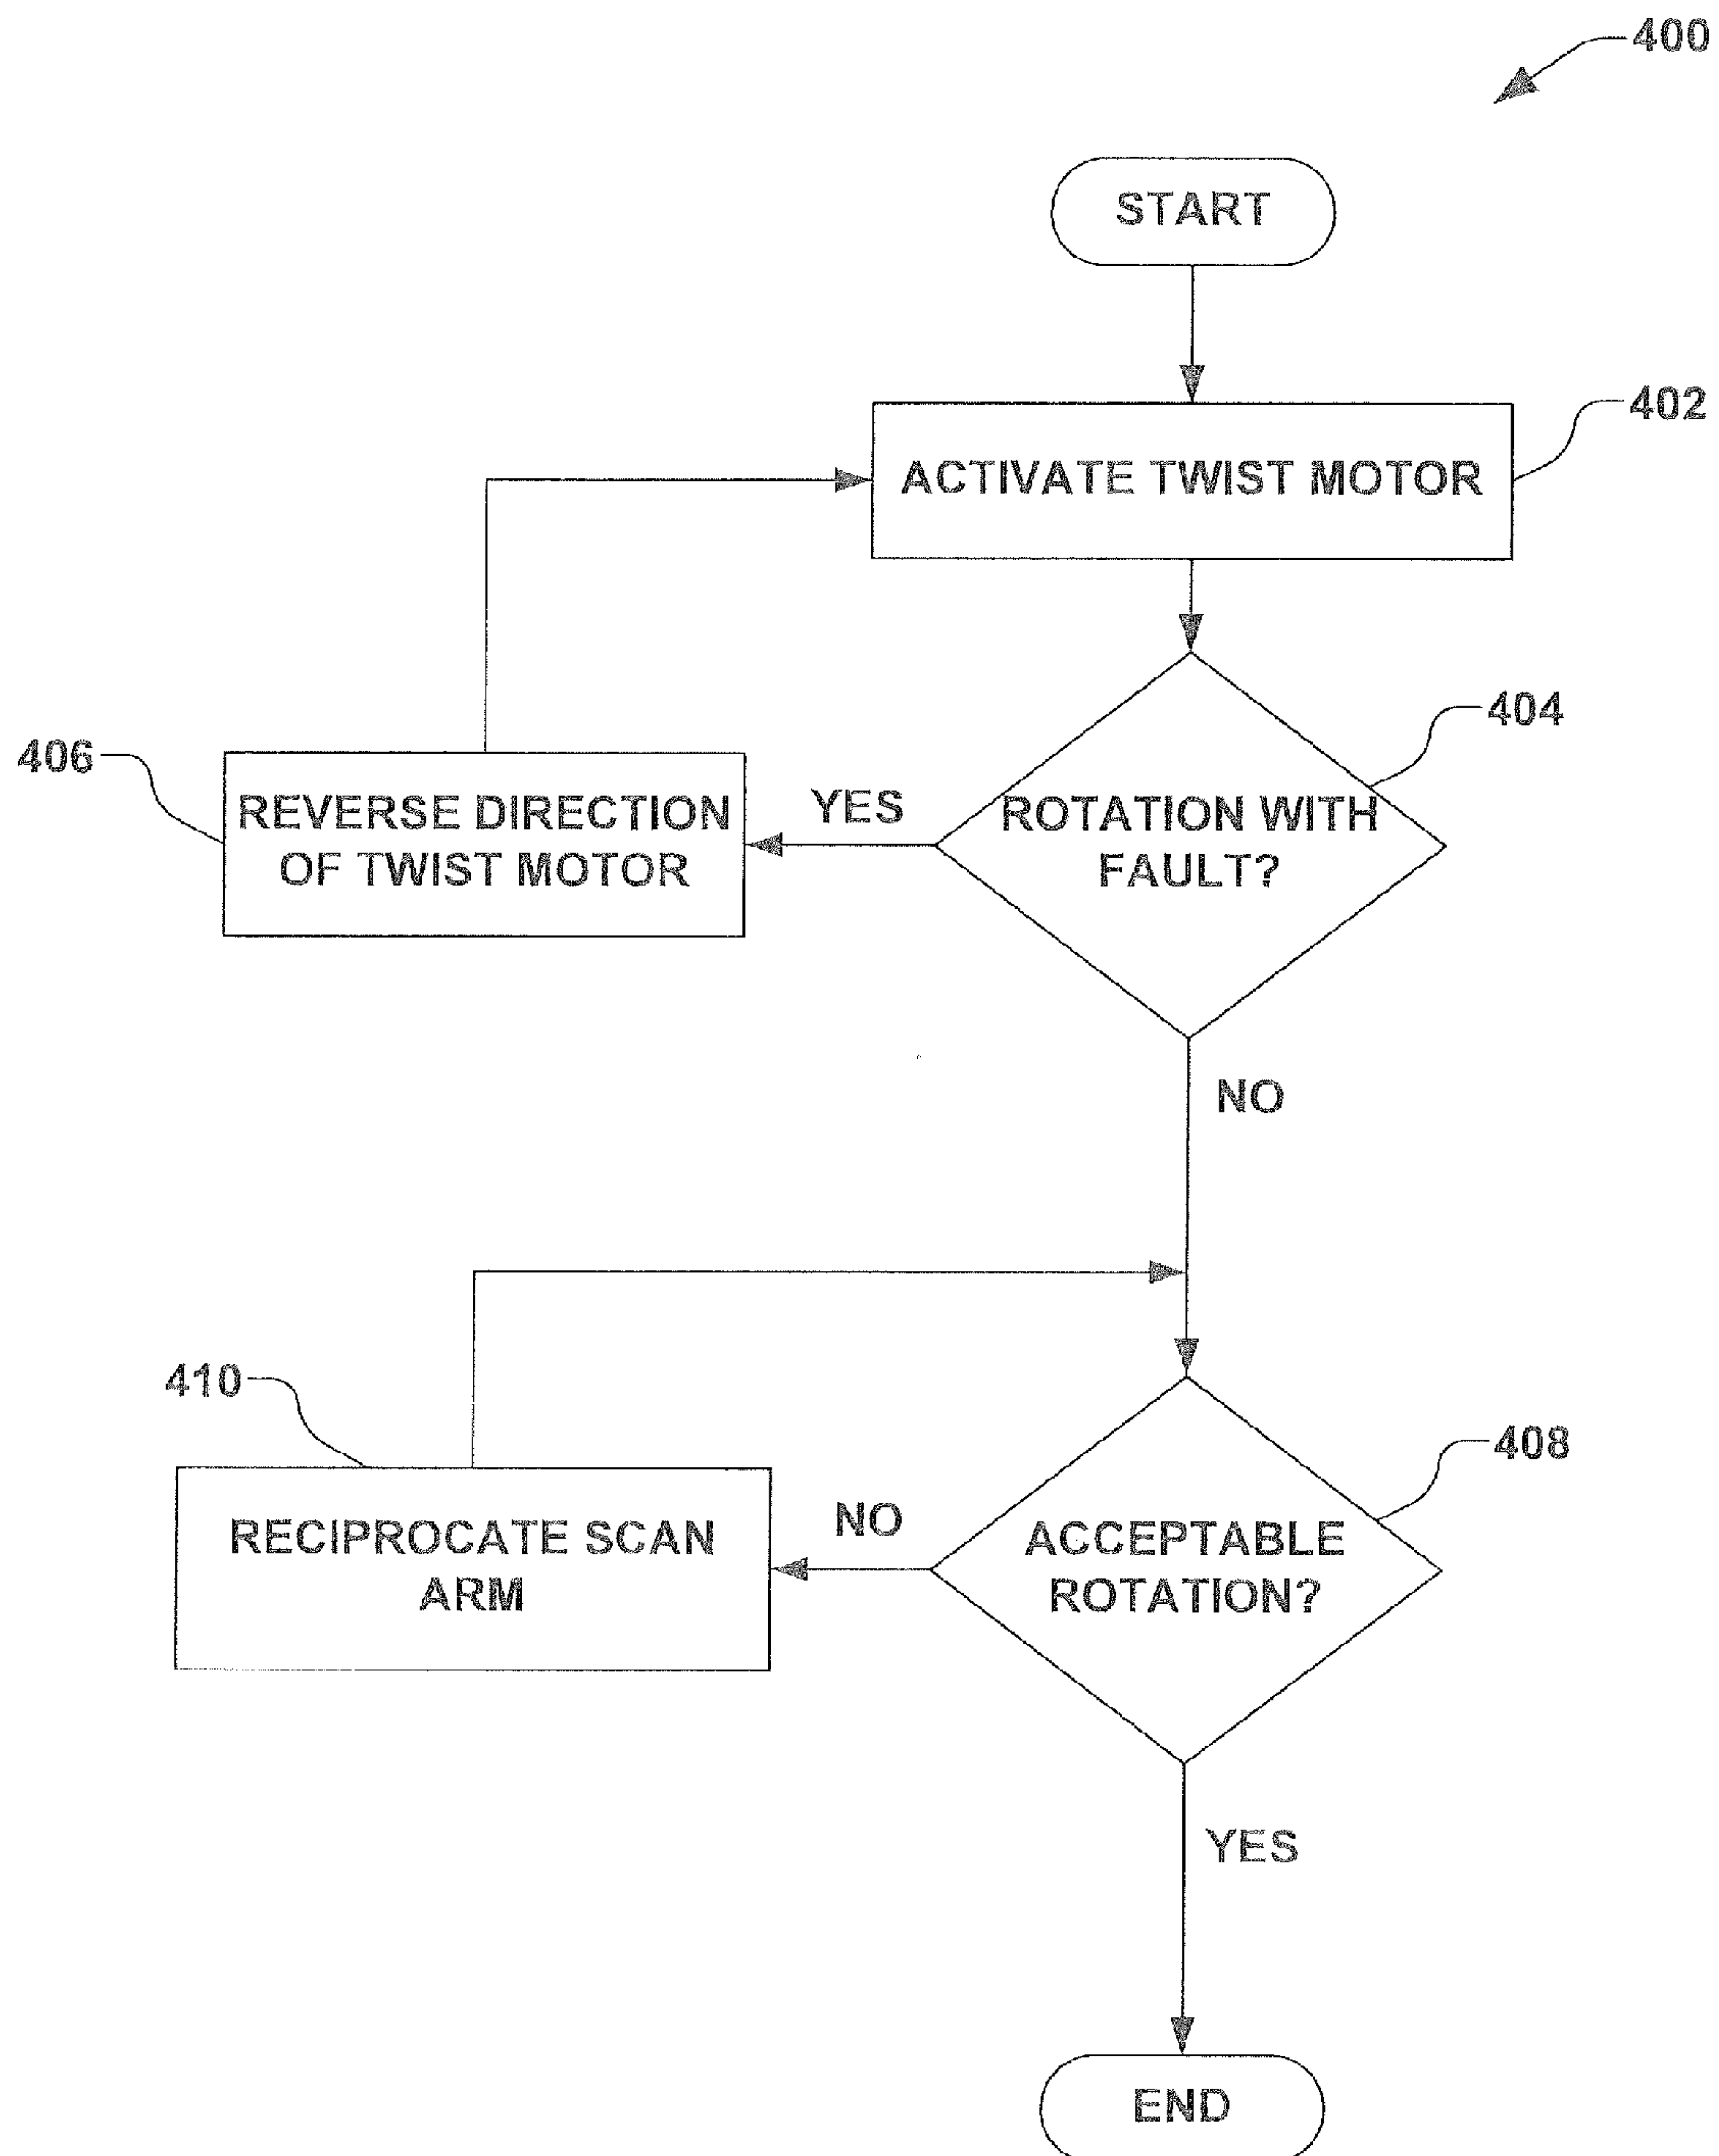 400
START
402
ACTIVATE TWIST MOTOR
404
406
REVERSE DIRECTION
OF TWIST MOTOR
YES
ROTATION WITH
FAULT?
NO
410
408
RECIPROCATE SCAN
ARM
NO
ACCEPTABLE
ROTATION?
YES
END